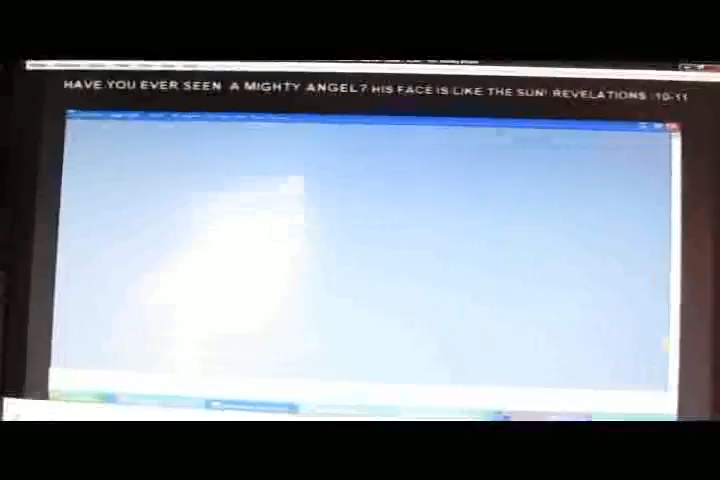 HAVE YOU EVER SEEN A MIGHTY ANGEL? HIS FACE IS LIKE THE SUN! REVELATIONS :10-11